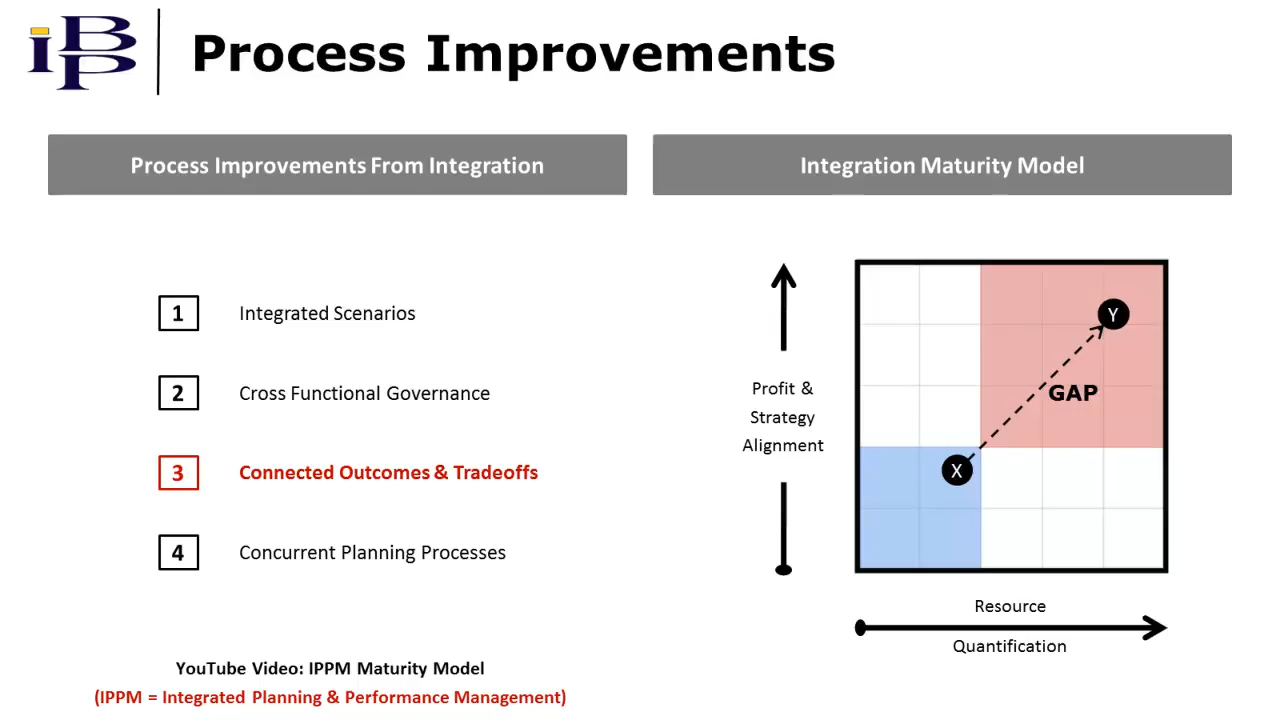 iBP
Process Improvements
Process Improvements From Integration
Integration Maturity Model
1 Integrated Scenarios
2 Cross Functional Governance
3 Connected Outcomes & Tradeoffs
4 Concurrent Planning Processes
YouTube Video: IPPM Maturity Model
(IPPM = Integrated Planning & Performance Management)
Profit &
Strategy
Alignment
Y
GAP
X
Resource
Quantification